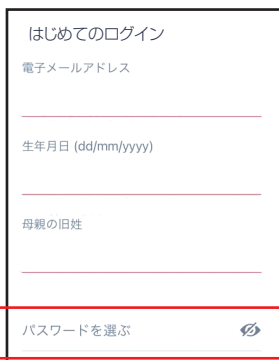 はじめてのログイン
電子メールアドレス
生年月日 (dd/mm/yyyy)
母親の旧姓
パスワードを選ぶ